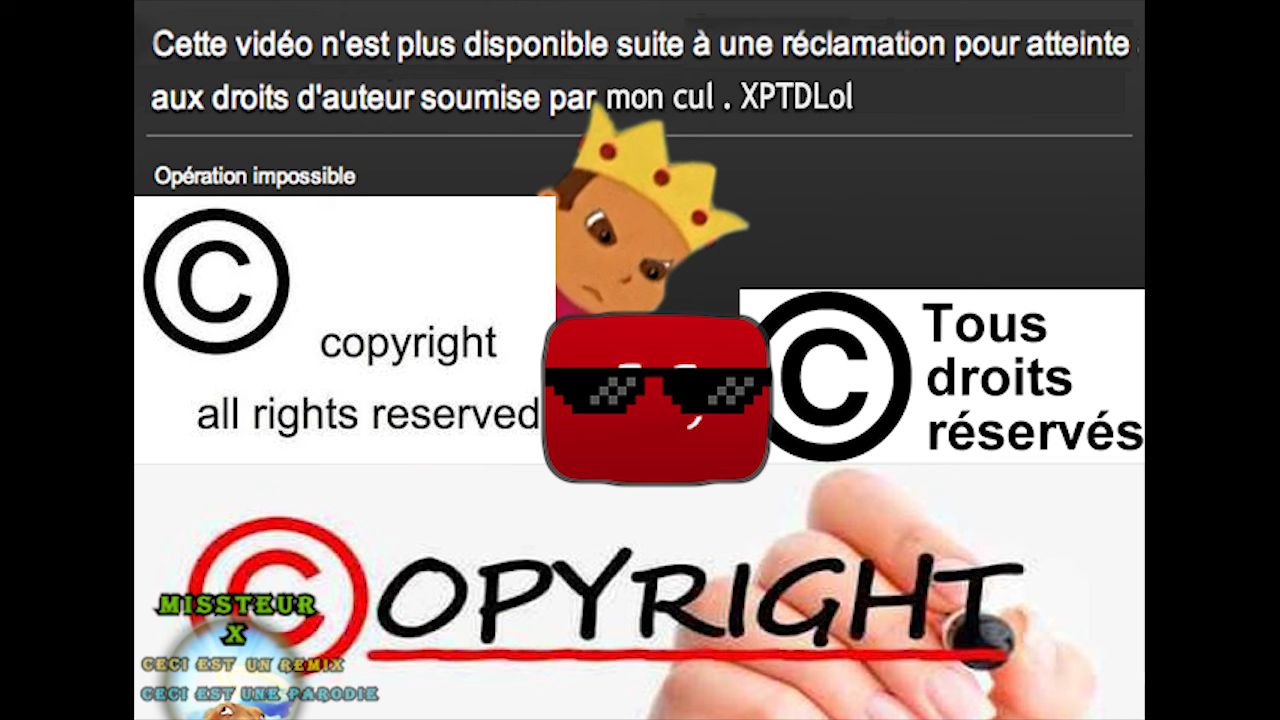 Cette vidéo n'est plus disponible suite à une réclamation pour atteinte
aux droits d'auteur soumise par mon cul . XPTDLol
Opération impossible
©
copyright
all rights reserved
©
Tous
droits
réservés
©OPYRIGHT
MISSTEUR
X
CECI EST UN REMIX
CECI EST UNE PARODIE